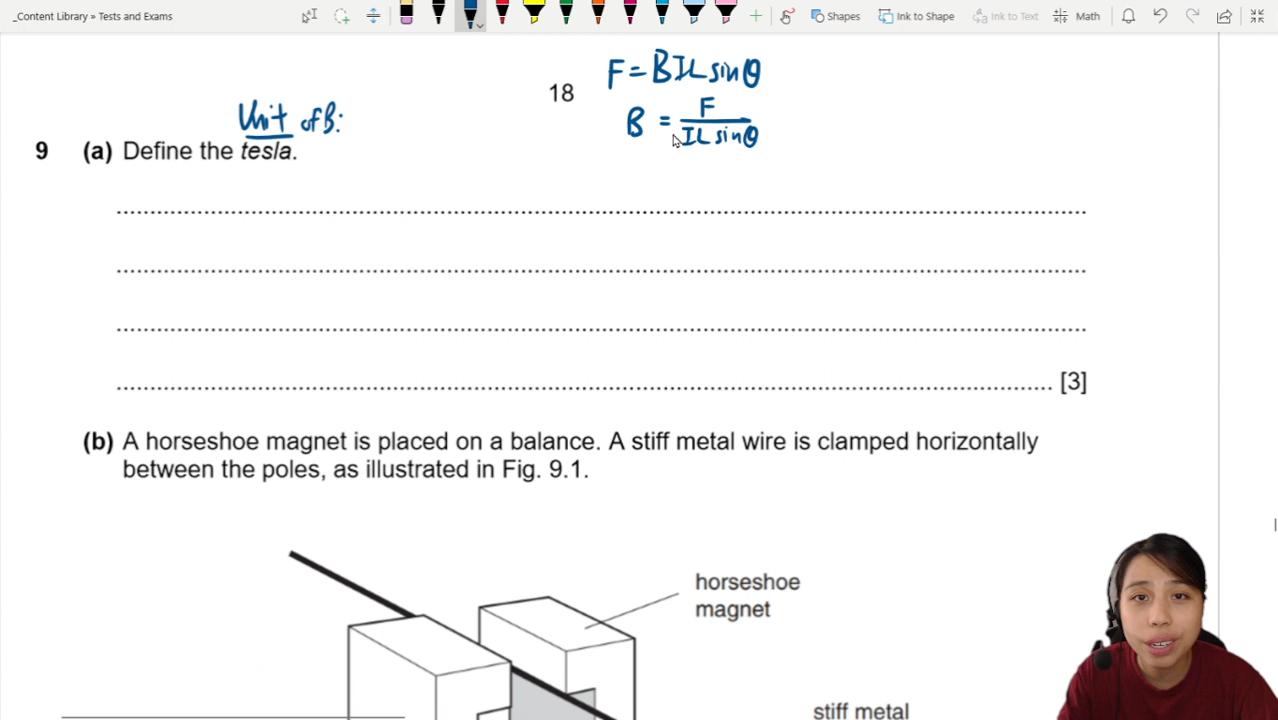 _Content Library » Tests and Exams
Shapes
Ink to Shape
Ink to Text
Math
18
F = BIL sinθ
B = F / IL sinθ
Unit of B:
9 (a) Define the tesla.
[3]
(b) A horseshoe magnet is placed on a balance. A stiff metal wire is clamped horizontally
between the poles, as illustrated in Fig. 9.1.
horseshoe
magnet
stiff metal